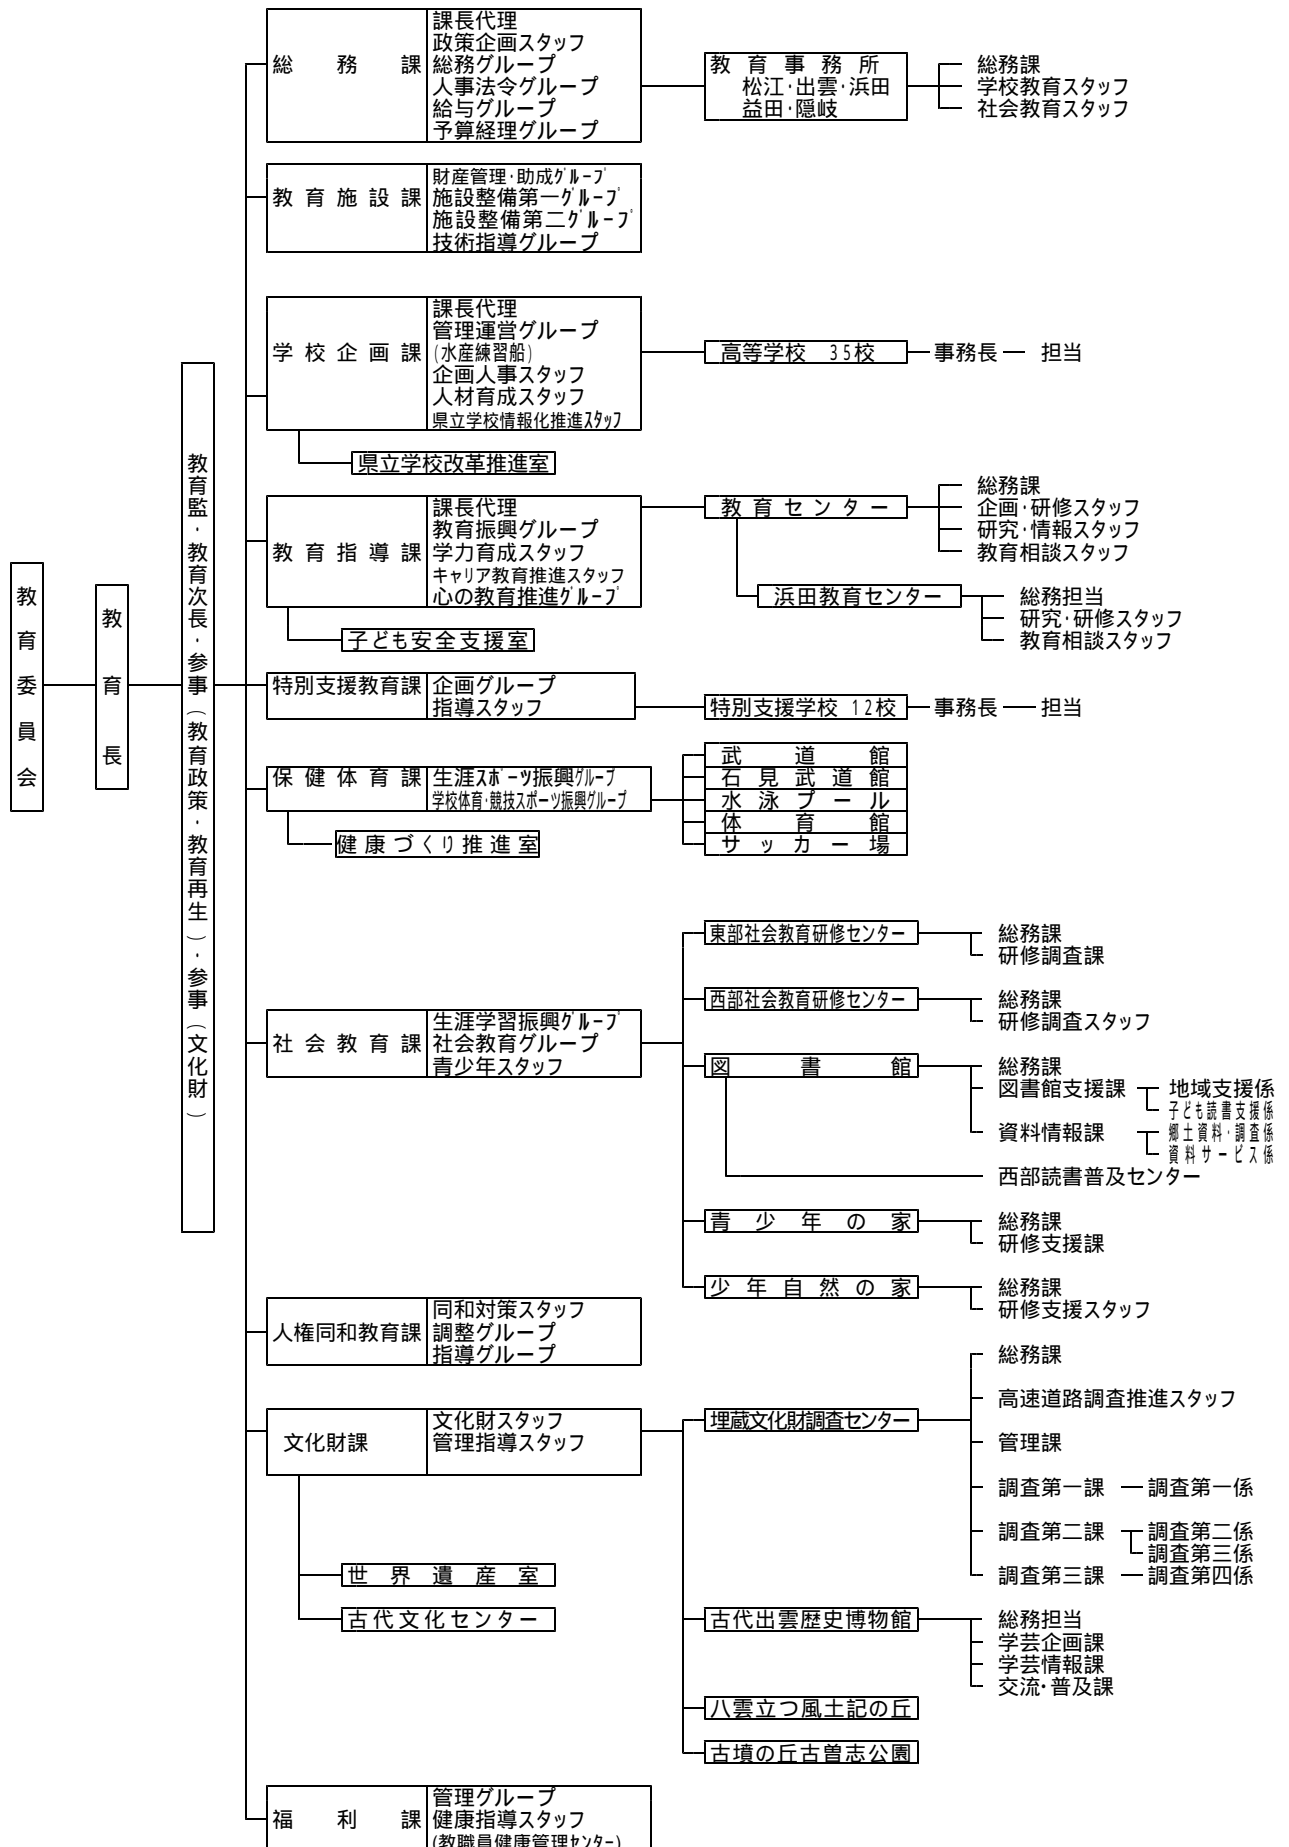 教育委員会
教育長
教育監・教育次長・参事（教育政策・教育再生）・参事（文化財）
総務課
課長代理
政策企画スタッフ
総務グループ
人事法令グループ
給与グループ
予算経理グループ
教育事務所
松江・出雲・浜田
益田・隠岐
総務課
学校教育スタッフ
社会教育スタッフ
教育施設課
財産管理・助成グループ
施設整備第一グループ
施設整備第二グループ
技術指導グループ
学校企画課
課長代理
管理運営グループ
(水産練習船)
企画人事スタッフ
人材育成スタッフ
県立学校情報化推進スタッフ
高等学校 35校
事務長
担当
県立学校改革推進室
教育指導課
課長代理
教育振興グループ
学力育成スタッフ
キャリア教育推進スタッフ
心の教育推進グループ
教育センター
総務課
企画・研修スタッフ
研究・情報スタッフ
教育相談スタッフ
浜田教育センター
総務担当
研究・研修スタッフ
教育相談スタッフ
子ども安全支援室
特別支援教育課
企画グループ
指導スタッフ
特別支援学校 12校
事務長
担当
保健体育課
生涯スポーツ振興グループ
学校体育・競技スポーツ振興グループ
武道館
石見武道館
水泳プール
体育館
サッカー場
健康づくり推進室
社会教育課
生涯学習振興グループ
社会教育グループ
青少年スタッフ
東部社会教育研修センター
総務課
研修調査課
西部社会教育研修センター
総務課
研修調査スタッフ
図書館
総務課
図書館支援課
地域支援係
子ども読書支援係
資料情報課
郷土資料・調査係
資料サービス係
西部読書普及センター
青少年の家
総務課
研修支援課
少年自然の家
総務課
研修支援スタッフ
人権同和教育課
同和対策スタッフ
調整グループ
指導グループ
文化財課
文化財スタッフ
管理指導スタッフ
埋蔵文化財調査センター
総務課
高速道路調査推進スタッフ
管理課
調査第一課
調査第一係
調査第二課
調査第二係
調査第三係
調査第三課
調査第四係
世界遺産室
古代文化センター
古代出雲歴史博物館
総務担当
学芸企画課
学芸情報課
交流・普及課
八雲立つ風土記の丘
古墳の丘古曽志公園
福利課
管理グループ
健康指導スタッフ
(教職員健康管理センター)